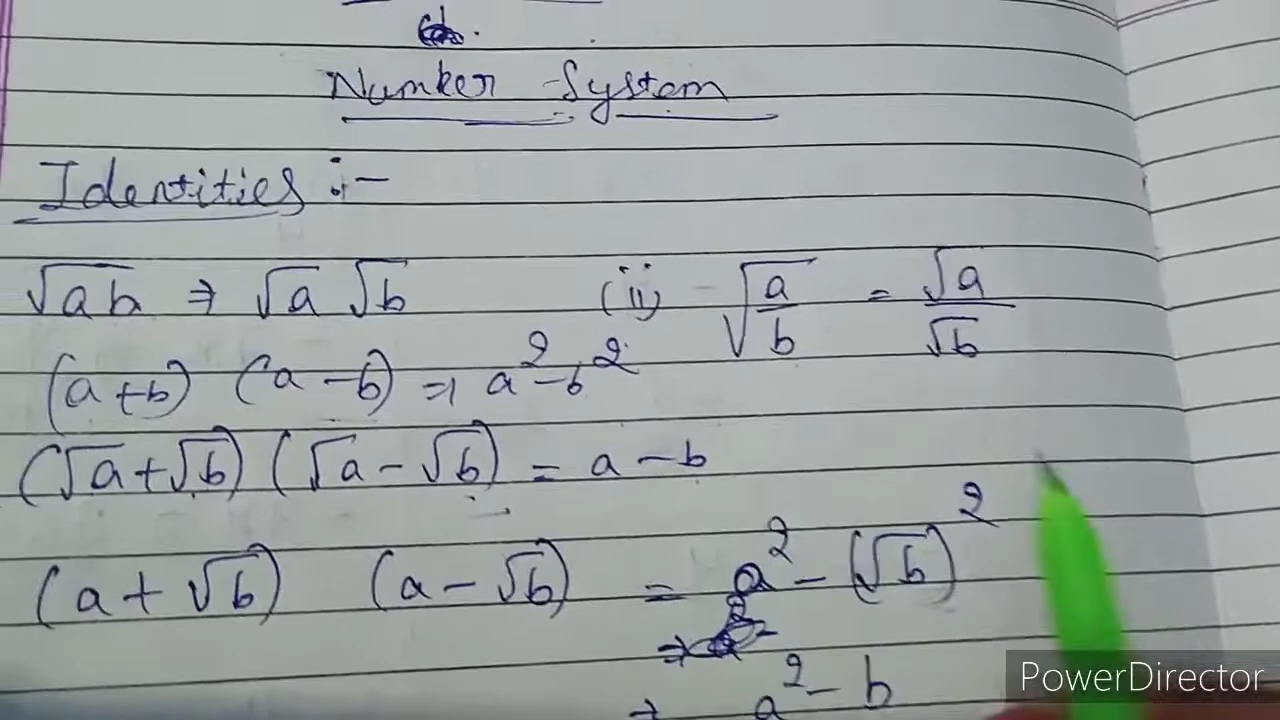 Number System
Identities :-
√ab ⇒ √a √b (ii) √(a/b) = √a/√b
(a+b) (a-b) ⇒ a²-b²
(√a+√b) (√a-√b) = a-b
(a+√b) (a-√b) = a²-(√b)²
⇒
⇒ a²-b
PowerDirector